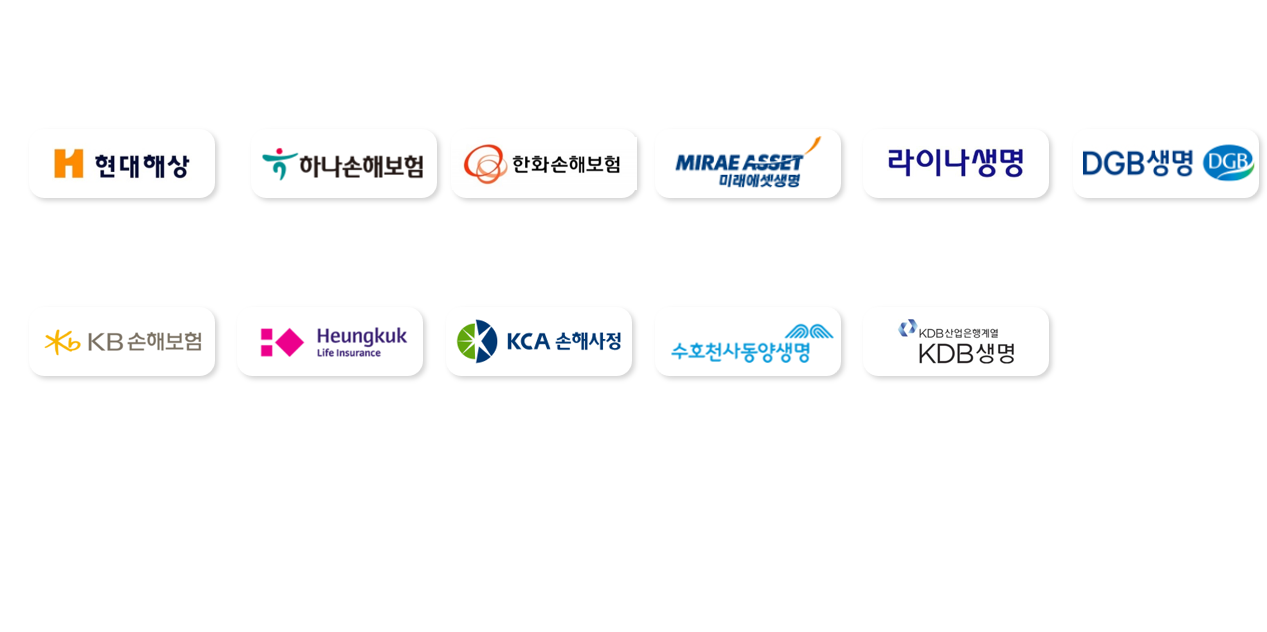 현대해상
하나손해보험
한화손해보험
MIRAE ASSET
미래에셋생명
라이나생명
DGB생명 DGB
KB손해보험
Heungkuk
Life Insurance
KCA 손해사정
수호천사동양생명
KDB산업은행계열
KDB생명